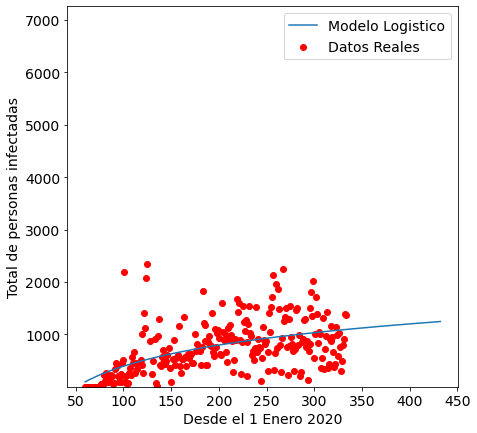 Modelo Logistico
Datos Reales
Total de personas infectadas
7000
6000
5000
4000
3000
2000
1000
50 100 150 200 250 300 350 400 450
Desde el 1 Enero 2020